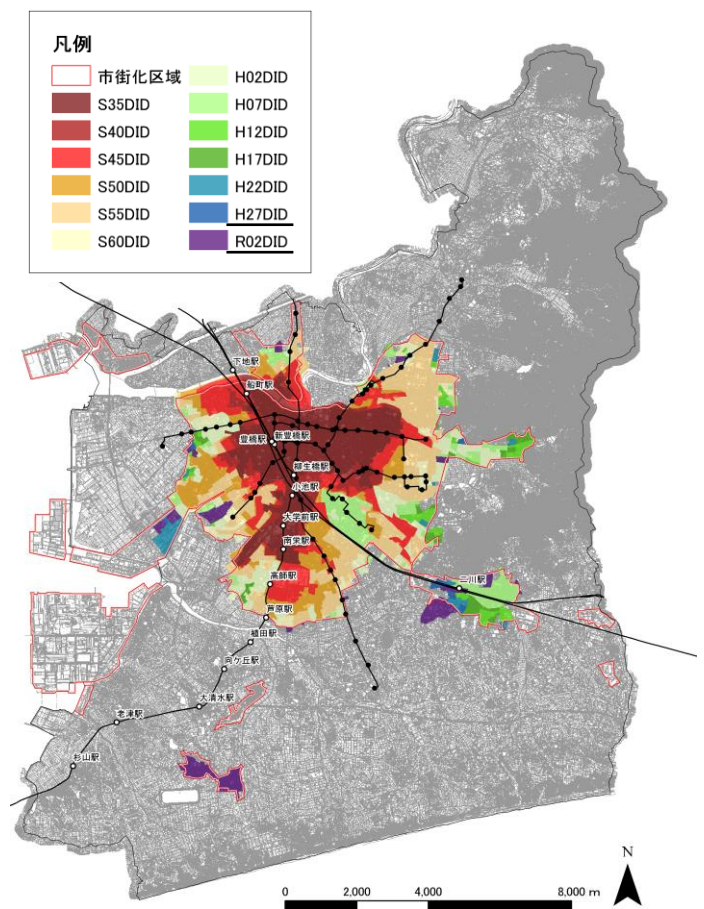 凡例
市街化区域
S35DID
S40DID
S45DID
S50DID
S55DID
S60DID
H02DID
H07DID
H12DID
H17DID
H22DID
H27DID
R02DID
下地駅
船町駅
豊橋駅
新豊橋駅
柳生橋駅
小池駅
大学前駅
南栄駅
高師駅
芦原駅
植田駅
向ケ丘駅
大清水駅
老津駅
杉山駅
二川駅
N
0 2,000 4,000 8,000 m